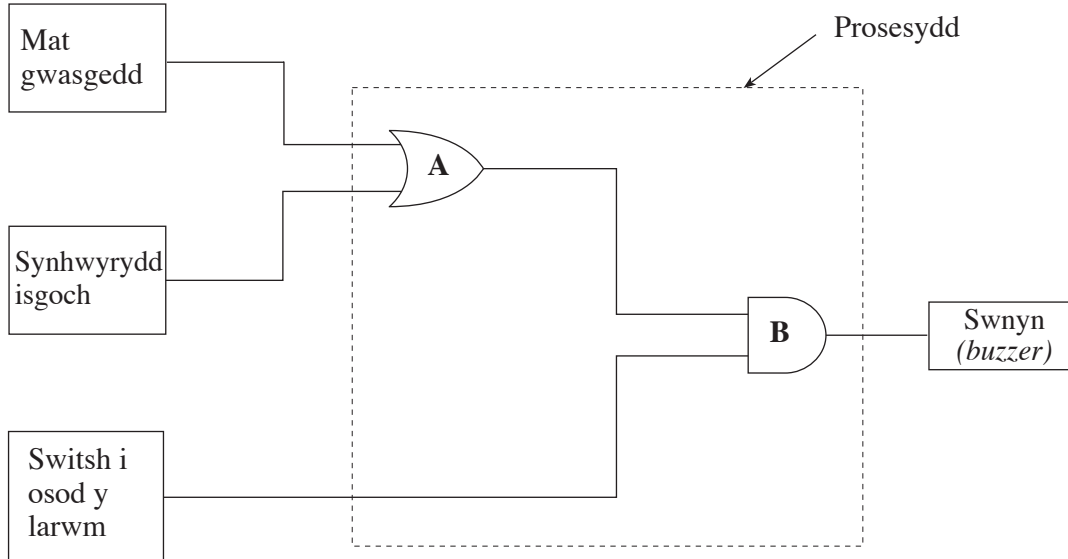 Prosesydd
Mat
gwasgedd
A
Synhwyrydd
isgoch
B
Swnyn
(buzzer)
Switsh i
osod y
larwm